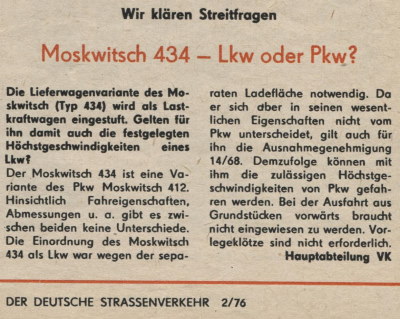 Wir klären Streitfragen
Moskwitsch 434 – Lkw oder Pkw?
Die Lieferwagenvariante des Mo-
skwitsch (Typ 434) wird als Last-
kraftwagen eingestuft. Gelten für
ihn damit auch die festgelegten
Höchstgeschwindigkeiten eines
Lkw?
Der Moskwitsch 434 ist eine Va-
riante des Pkw Moskwitsch 412.
Hinsichtlich Fahreigenschaften,
Abmessungen u. a. gibt es zwi-
schen beiden keine Unterschiede.
Die Einordnung des Moskwitsch
434 als Lkw war wegen der sepa-
raten Ladefläche notwendig. Da
er sich aber in seinen wesent-
lichen Eigenschaften nicht vom
Pkw unterscheidet, gilt auch für
ihn die Ausnahmegenehmigung
14/68. Demzufolge können mit
ihm die zulässigen Höchstge-
schwindigkeiten von Pkw gefah-
ren werden. Bei der Ausfahrt aus
Grundstücken vorwärts braucht
nicht eingewiesen zu werden. Vor-
legeklötze sind nicht erforderlich.
Hauptabteilung VK
DER DEUTSCHE STRASSENVERKEHR 2/76